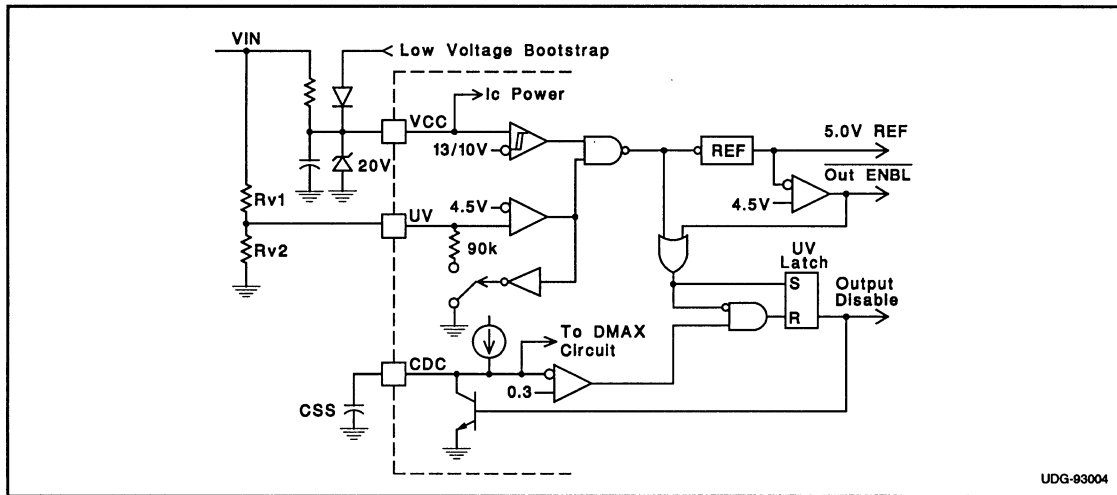 VIN
Low Voltage Bootstrap
Ic Power
VCC
13/10V
REF
5.0V REF
20V
Out ENBL
4.5V
Rv1
4.5V
UV
90k
Rv2
UV
Latch
S
R
Output
Disable
To DMAX
Circuit
CDC
0.3
CSS
UDG-93004